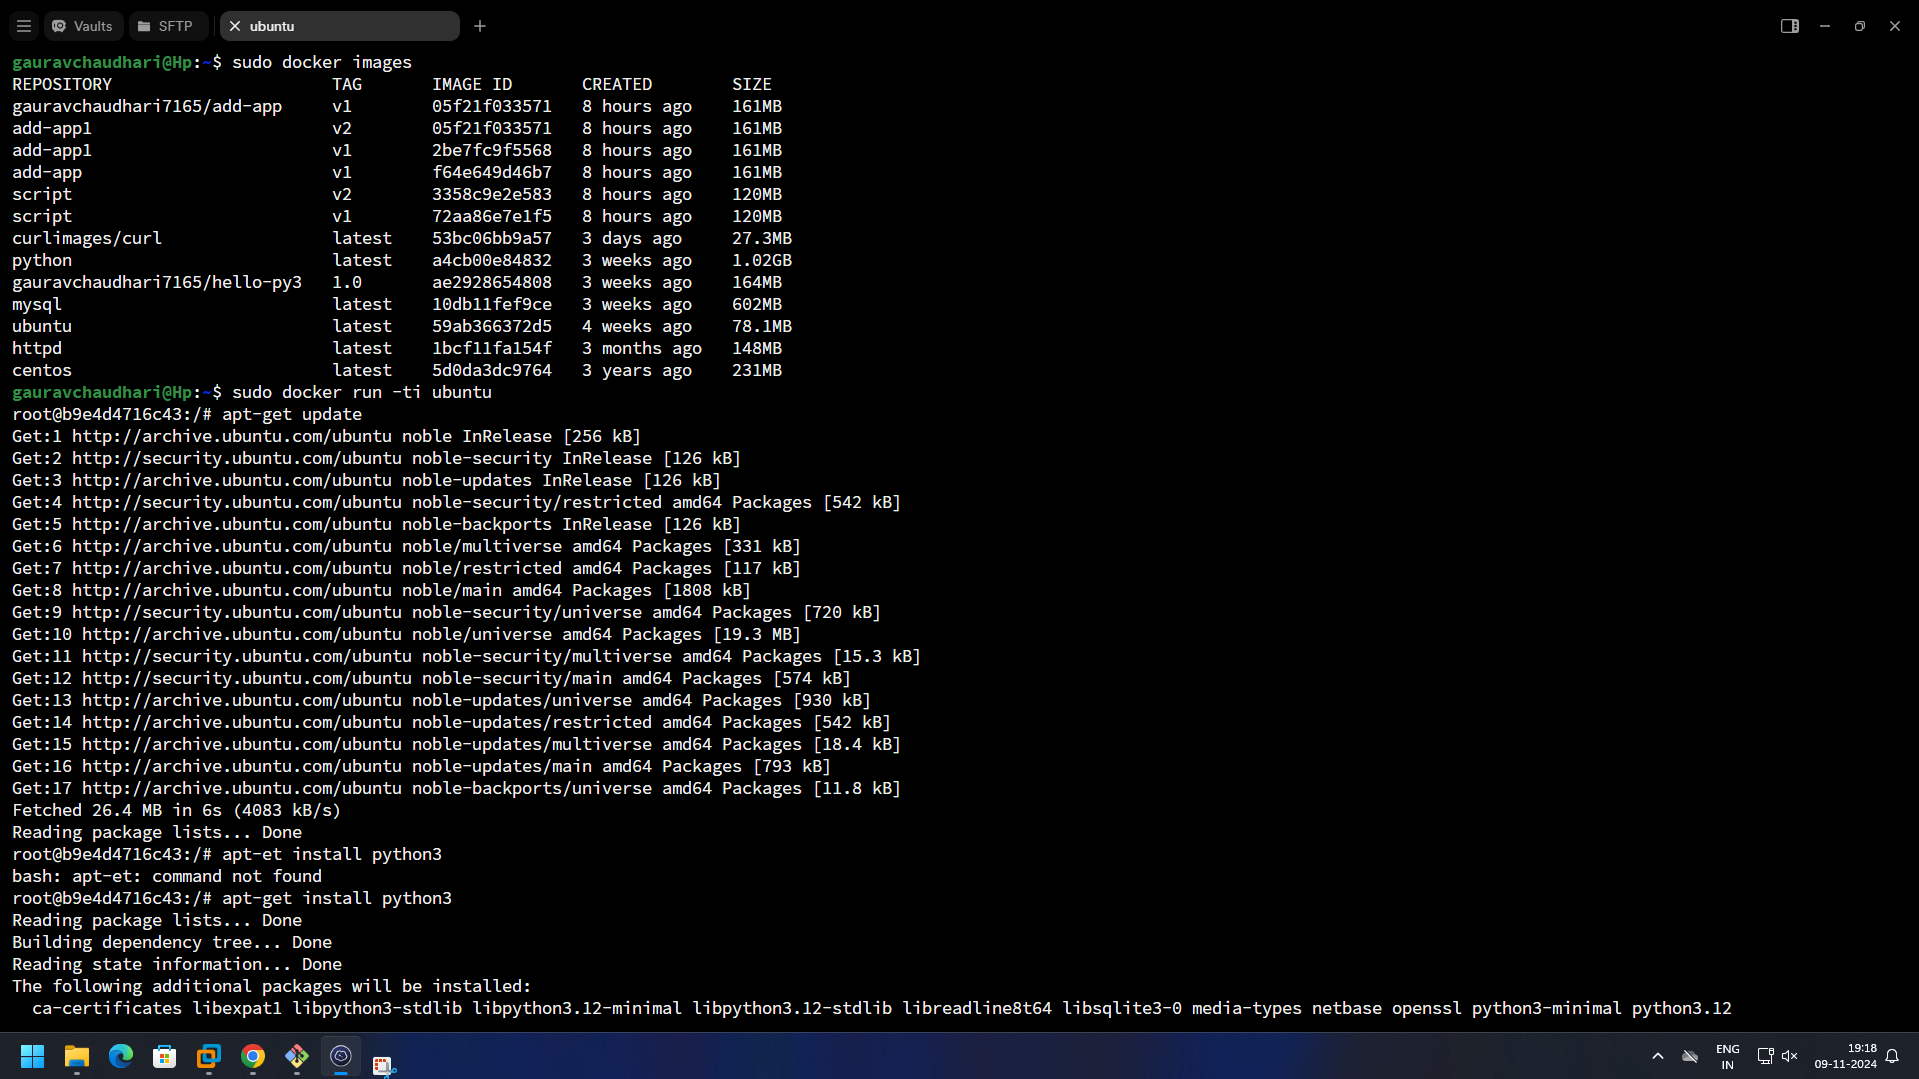 Vaults SFTP ubuntu
gauravchaudhari@Hp:~$ sudo docker images
REPOSITORY TAG IMAGE ID CREATED SIZE
gauravchaudhari7165/add-app v1 05f21f033571 8 hours ago 161MB
add-app1 v2 05f21f033571 8 hours ago 161MB
add-app1 v1 2be7fc9f5568 8 hours ago 161MB
add-app v1 f64e649d46b7 8 hours ago 161MB
script v2 3358c9e2e583 8 hours ago 120MB
script v1 72aa86e7e1f5 8 hours ago 120MB
curlimages/curl latest 53bc06bb9a57 3 days ago 27.3MB
python latest a4cb00e84832 3 weeks ago 1.02GB
gauravchaudhari7165/hello-py3 1.0 ae2928654808 3 weeks ago 164MB
mysql latest 10db11fef9ce 3 weeks ago 602MB
ubuntu latest 59ab366372d5 4 weeks ago 78.1MB
httpd latest 1bcf11fa154f 3 months ago 148MB
centos latest 5d0da3dc9764 3 years ago 231MB
gauravchaudhari@Hp:~$ sudo docker run -ti ubuntu
root@b9e4d4716c43:/# apt-get update
Get:1 http://archive.ubuntu.com/ubuntu noble InRelease [256 kB]
Get:2 http://security.ubuntu.com/ubuntu noble-security InRelease [126 kB]
Get:3 http://archive.ubuntu.com/ubuntu noble-updates InRelease [126 kB]
Get:4 http://security.ubuntu.com/ubuntu noble-security/restricted amd64 Packages [542 kB]
Get:5 http://archive.ubuntu.com/ubuntu noble-backports InRelease [126 kB]
Get:6 http://archive.ubuntu.com/ubuntu noble/multiverse amd64 Packages [331 kB]
Get:7 http://archive.ubuntu.com/ubuntu noble/restricted amd64 Packages [117 kB]
Get:8 http://archive.ubuntu.com/ubuntu noble/main amd64 Packages [1808 kB]
Get:9 http://security.ubuntu.com/ubuntu noble-security/universe amd64 Packages [720 kB]
Get:10 http://archive.ubuntu.com/ubuntu noble/universe amd64 Packages [19.3 MB]
Get:11 http://security.ubuntu.com/ubuntu noble-security/multiverse amd64 Packages [15.3 kB]
Get:12 http://security.ubuntu.com/ubuntu noble-security/main amd64 Packages [574 kB]
Get:13 http://archive.ubuntu.com/ubuntu noble-updates/universe amd64 Packages [930 kB]
Get:14 http://archive.ubuntu.com/ubuntu noble-updates/restricted amd64 Packages [542 kB]
Get:15 http://archive.ubuntu.com/ubuntu noble-updates/multiverse amd64 Packages [18.4 kB]
Get:16 http://archive.ubuntu.com/ubuntu noble-updates/main amd64 Packages [793 kB]
Get:17 http://archive.ubuntu.com/ubuntu noble-backports/universe amd64 Packages [11.8 kB]
Fetched 26.4 MB in 6s (4083 kB/s)
Reading package lists... Done
root@b9e4d4716c43:/# apt-et install python3
bash: apt-et: command not found
root@b9e4d4716c43:/# apt-get install python3
Reading package lists... Done
Building dependency tree... Done
Reading state information... Done
The following additional packages will be installed:
ca-certificates libexpat1 libpython3-stdlib libpython3.12-minimal libpython3.12-stdlib libreadline8t64 libsqlite3-0 media-types netbase openssl python3-minimal python3.12
ENG 19:18
IN 09-11-2024